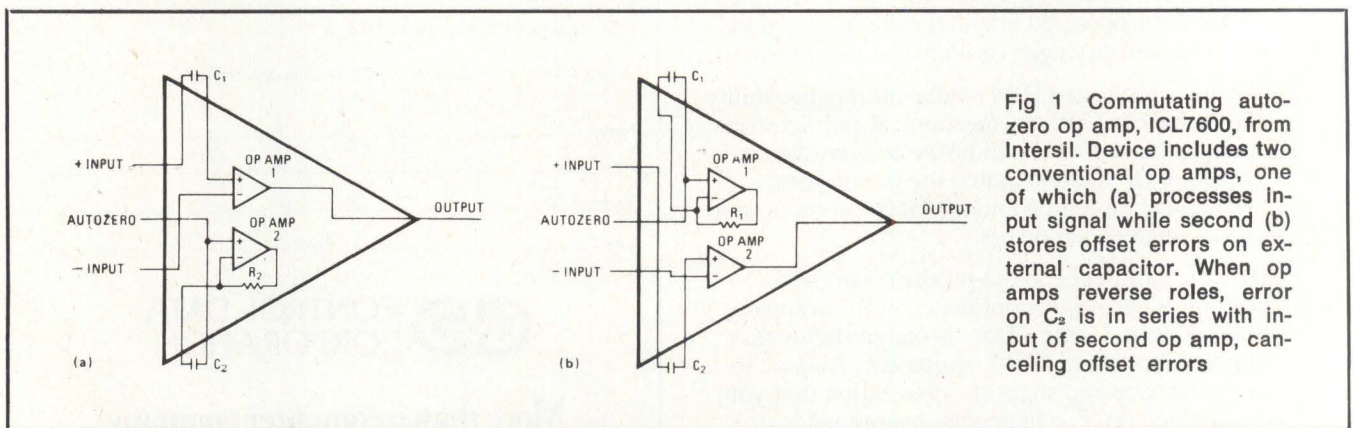 C₁
+ INPUT
OP AMP
1
AUTOZERO
OP AMP
2
OUTPUT
- INPUT
R₂
(a)
C₂
C₁
+ INPUT
OP AMP
1
AUTOZERO
R₁
OUTPUT
OP AMP
2
- INPUT
(b)
C₂
Fig 1 Commutating auto-
zero op amp, ICL7600, from
Intersil. Device includes two
conventional op amps, one
of which (a) processes in-
put signal while second (b)
stores offset errors on ex-
ternal capacitor. When op
amps reverse roles, error
on C₂ is in series with in-
put of second op amp, can-
celing offset errors